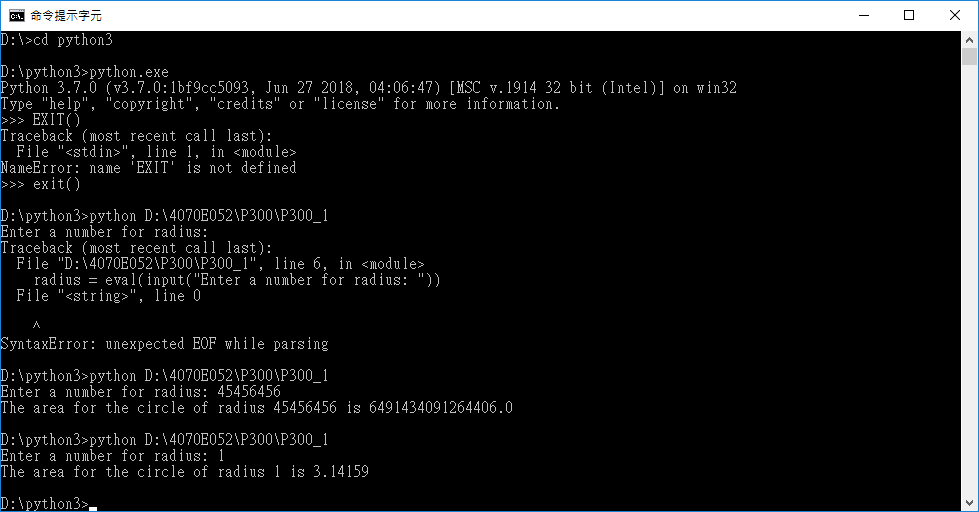 命令提示字元
D:\>cd python3
D:\python3>python.exe
Python 3.7.0 (v3.7.0:1bf9cc5093, Jun 27 2018, 04:06:47) [MSC v.1914 32 bit (Intel)] on win32
Type "help", "copyright", "credits" or "license" for more information.
>>> EXIT()
Traceback (most recent call last):
  File "<stdin>", line 1, in <module>
NameError: name 'EXIT' is not defined
>>> exit()
D:\python3>python D:\4070E052\P300\P300_1
Enter a number for radius:
Traceback (most recent call last):
  File "D:\4070E052\P300\P300_1", line 6, in <module>
    radius = eval(input("Enter a number for radius: "))
  File "<string>", line 0
    ^
SyntaxError: unexpected EOF while parsing
D:\python3>python D:\4070E052\P300\P300_1
Enter a number for radius: 45456456
The area for the circle of radius 45456456 is 6491434091264406.0
D:\python3>python D:\4070E052\P300\P300_1
Enter a number for radius: 1
The area for the circle of radius 1 is 3.14159
D:\python3>